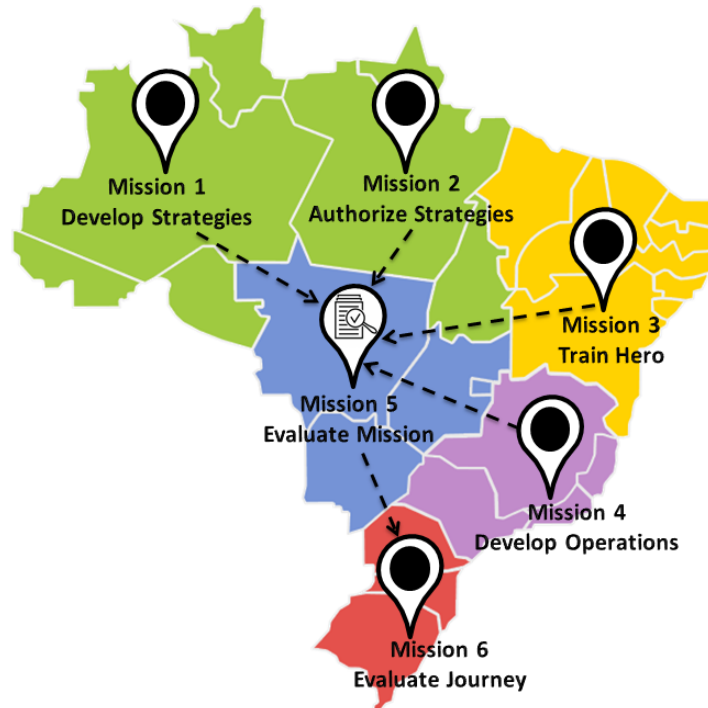 Mission 1
Develop Strategies
Mission 2
Authorize Strategies
Mission 3
Train Hero
Mission 5
Evaluate Mission
Mission 4
Develop Operations
Mission 6
Evaluate Journey